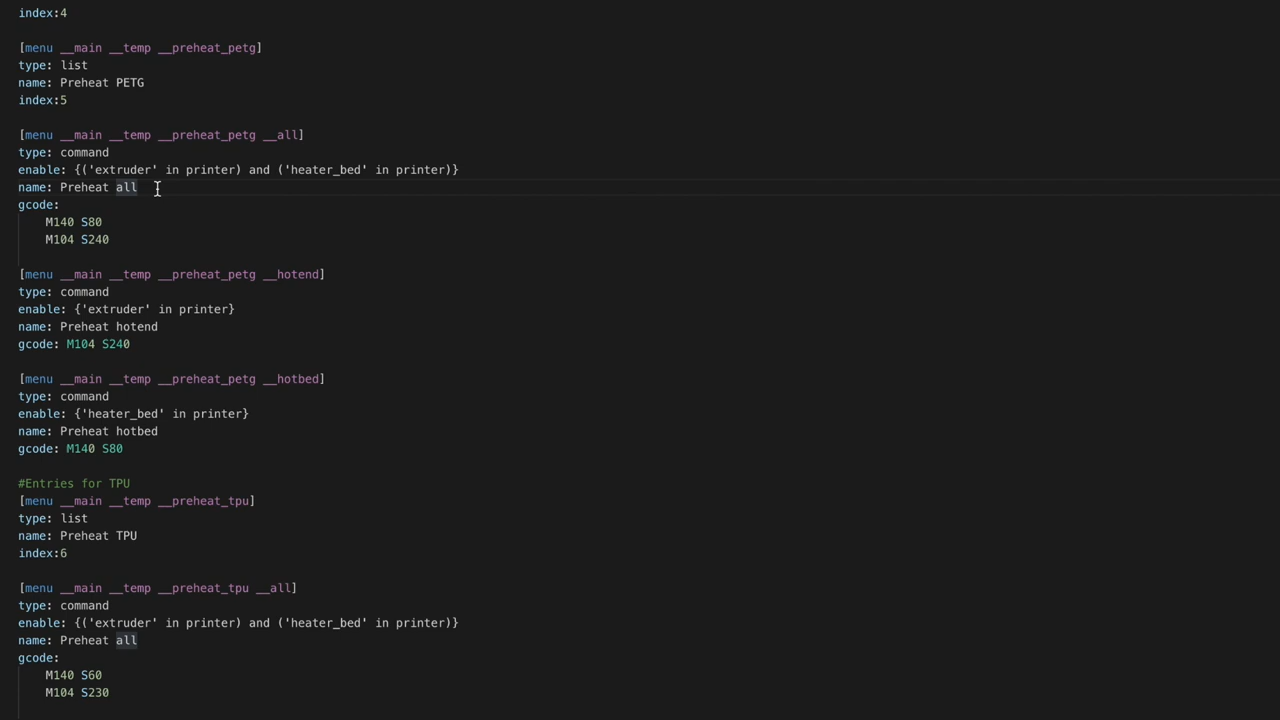 index:4
[menu __main __temp __preheat_petg]
type: list
name: Preheat PETG
index:5
[menu __main __temp __preheat_petg __all]
type: command
enable: {('extruder' in printer) and ('heater_bed' in printer)}
name: Preheat all
gcode:
    M140 S80
    M104 S240
[menu __main __temp __preheat_petg __hotend]
type: command
enable: {'extruder' in printer}
name: Preheat hotend
gcode: M104 S240
[menu __main __temp __preheat_petg __hotbed]
type: command
enable: {'heater_bed' in printer}
name: Preheat hotbed
gcode: M140 S80
#Entries for TPU
[menu __main __temp __preheat_tpu]
type: list
name: Preheat TPU
index:6
[menu __main __temp __preheat_tpu __all]
type: command
enable: {('extruder' in printer) and ('heater_bed' in printer)}
name: Preheat all
gcode:
    M140 S60
    M104 S230